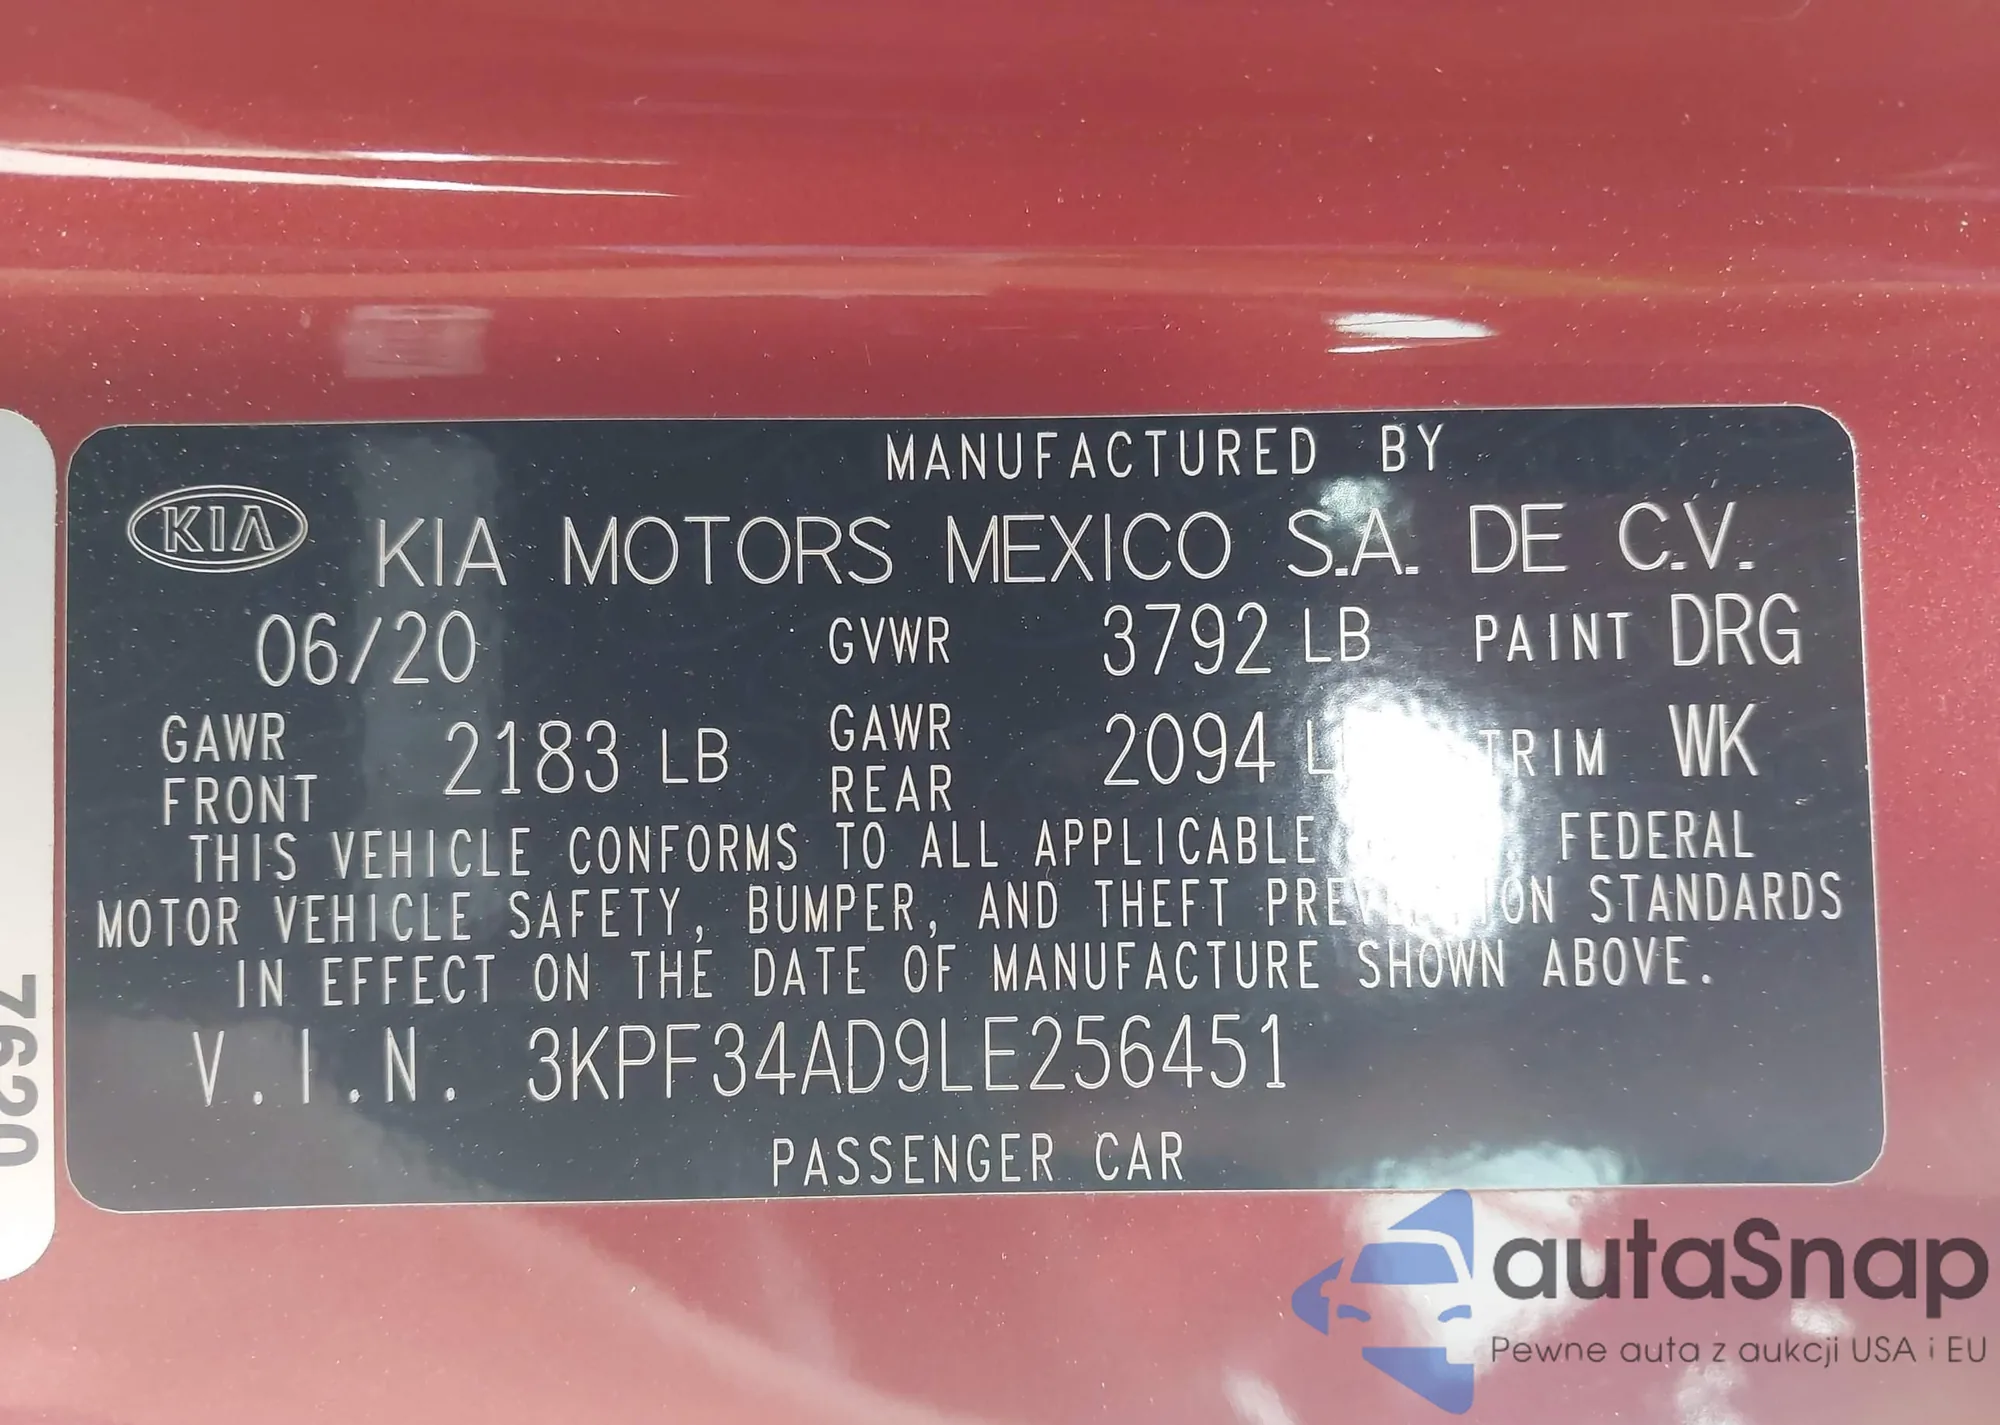 MANUFACTURED BY
KIA KIA MOTORS MEXICO S.A. DE C.V.
06/20 GVWR 3792 LB PAINT DRG
GAWR FRONT 2183 LB GAWR REAR 2094 TRIM WK
THIS VEHICLE CONFORMS TO ALL APPLICABLE FEDERAL
MOTOR VEHICLE SAFETY, BUMPER, AND THEFT PREVENTION STANDARDS
IN EFFECT ON THE DATE OF MANUFACTURE SHOWN ABOVE.
V.I.N. 3KPF34AD9LE256451
PASSENGER CAR
7620
autaSnap
Pewne auta z aukcji USA i EU